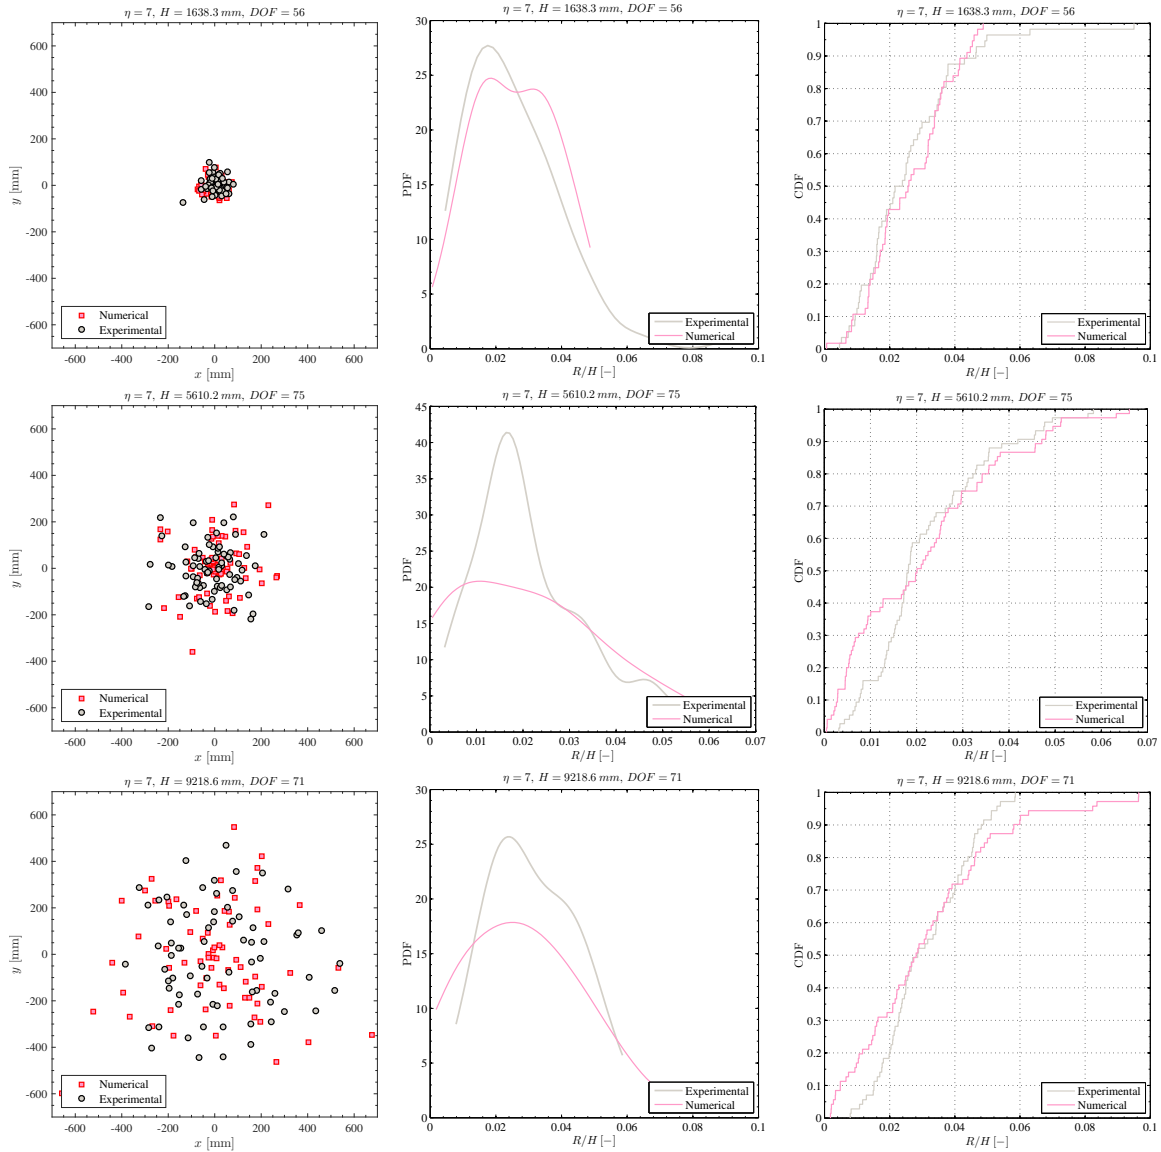 η = 7, H = 1638.3 mm, DOF = 56
600
400
200
0
-200
-400
-600
y [mm]
Numerical
Experimental
-600 -400 -200 0 200 400 600
x [mm]
η = 7, H = 1638.3 mm, DOF = 56
30
25
20
15
10
5
0
PDF
Experimental
Numerical
0 0.02 0.04 0.06 0.08 0.1
R/H [−]
η = 7, H = 1638.3 mm, DOF = 56
1
0.9
0.8
0.7
0.6
0.5
0.4
0.3
0.2
0.1
0
CDF
Experimental
Numerical
0 0.02 0.04 0.06 0.08 0.1
R/H [−]
η = 7, H = 5610.2 mm, DOF = 75
600
400
200
0
-200
-400
-600
y [mm]
Numerical
Experimental
-600 -400 -200 0 200 400 600
x [mm]
η = 7, H = 5610.2 mm, DOF = 75
45
40
35
30
25
20
15
10
5
0
PDF
Experimental
Numerical
0 0.01 0.02 0.03 0.04 0.05 0.06 0.07
R/H [−]
η = 7, H = 5610.2 mm, DOF = 75
1
0.9
0.8
0.7
0.6
0.5
0.4
0.3
0.2
0.1
0
CDF
Experimental
Numerical
0 0.01 0.02 0.03 0.04 0.05 0.06 0.07
R/H [−]
η = 7, H = 9218.6 mm, DOF = 71
600
400
200
0
-200
-400
-600
y [mm]
Numerical
Experimental
-600 -400 -200 0 200 400 600
x [mm]
η = 7, H = 9218.6 mm, DOF = 71
30
25
20
15
10
5
0
PDF
Experimental
Numerical
0 0.02 0.04 0.06 0.08 0.1
R/H [−]
η = 7, H = 9218.6 mm, DOF = 71
1
0.9
0.8
0.7
0.6
0.5
0.4
0.3
0.2
0.1
0
CDF
Experimental
Numerical
0 0.02 0.04 0.06 0.08 0.1
R/H [−]